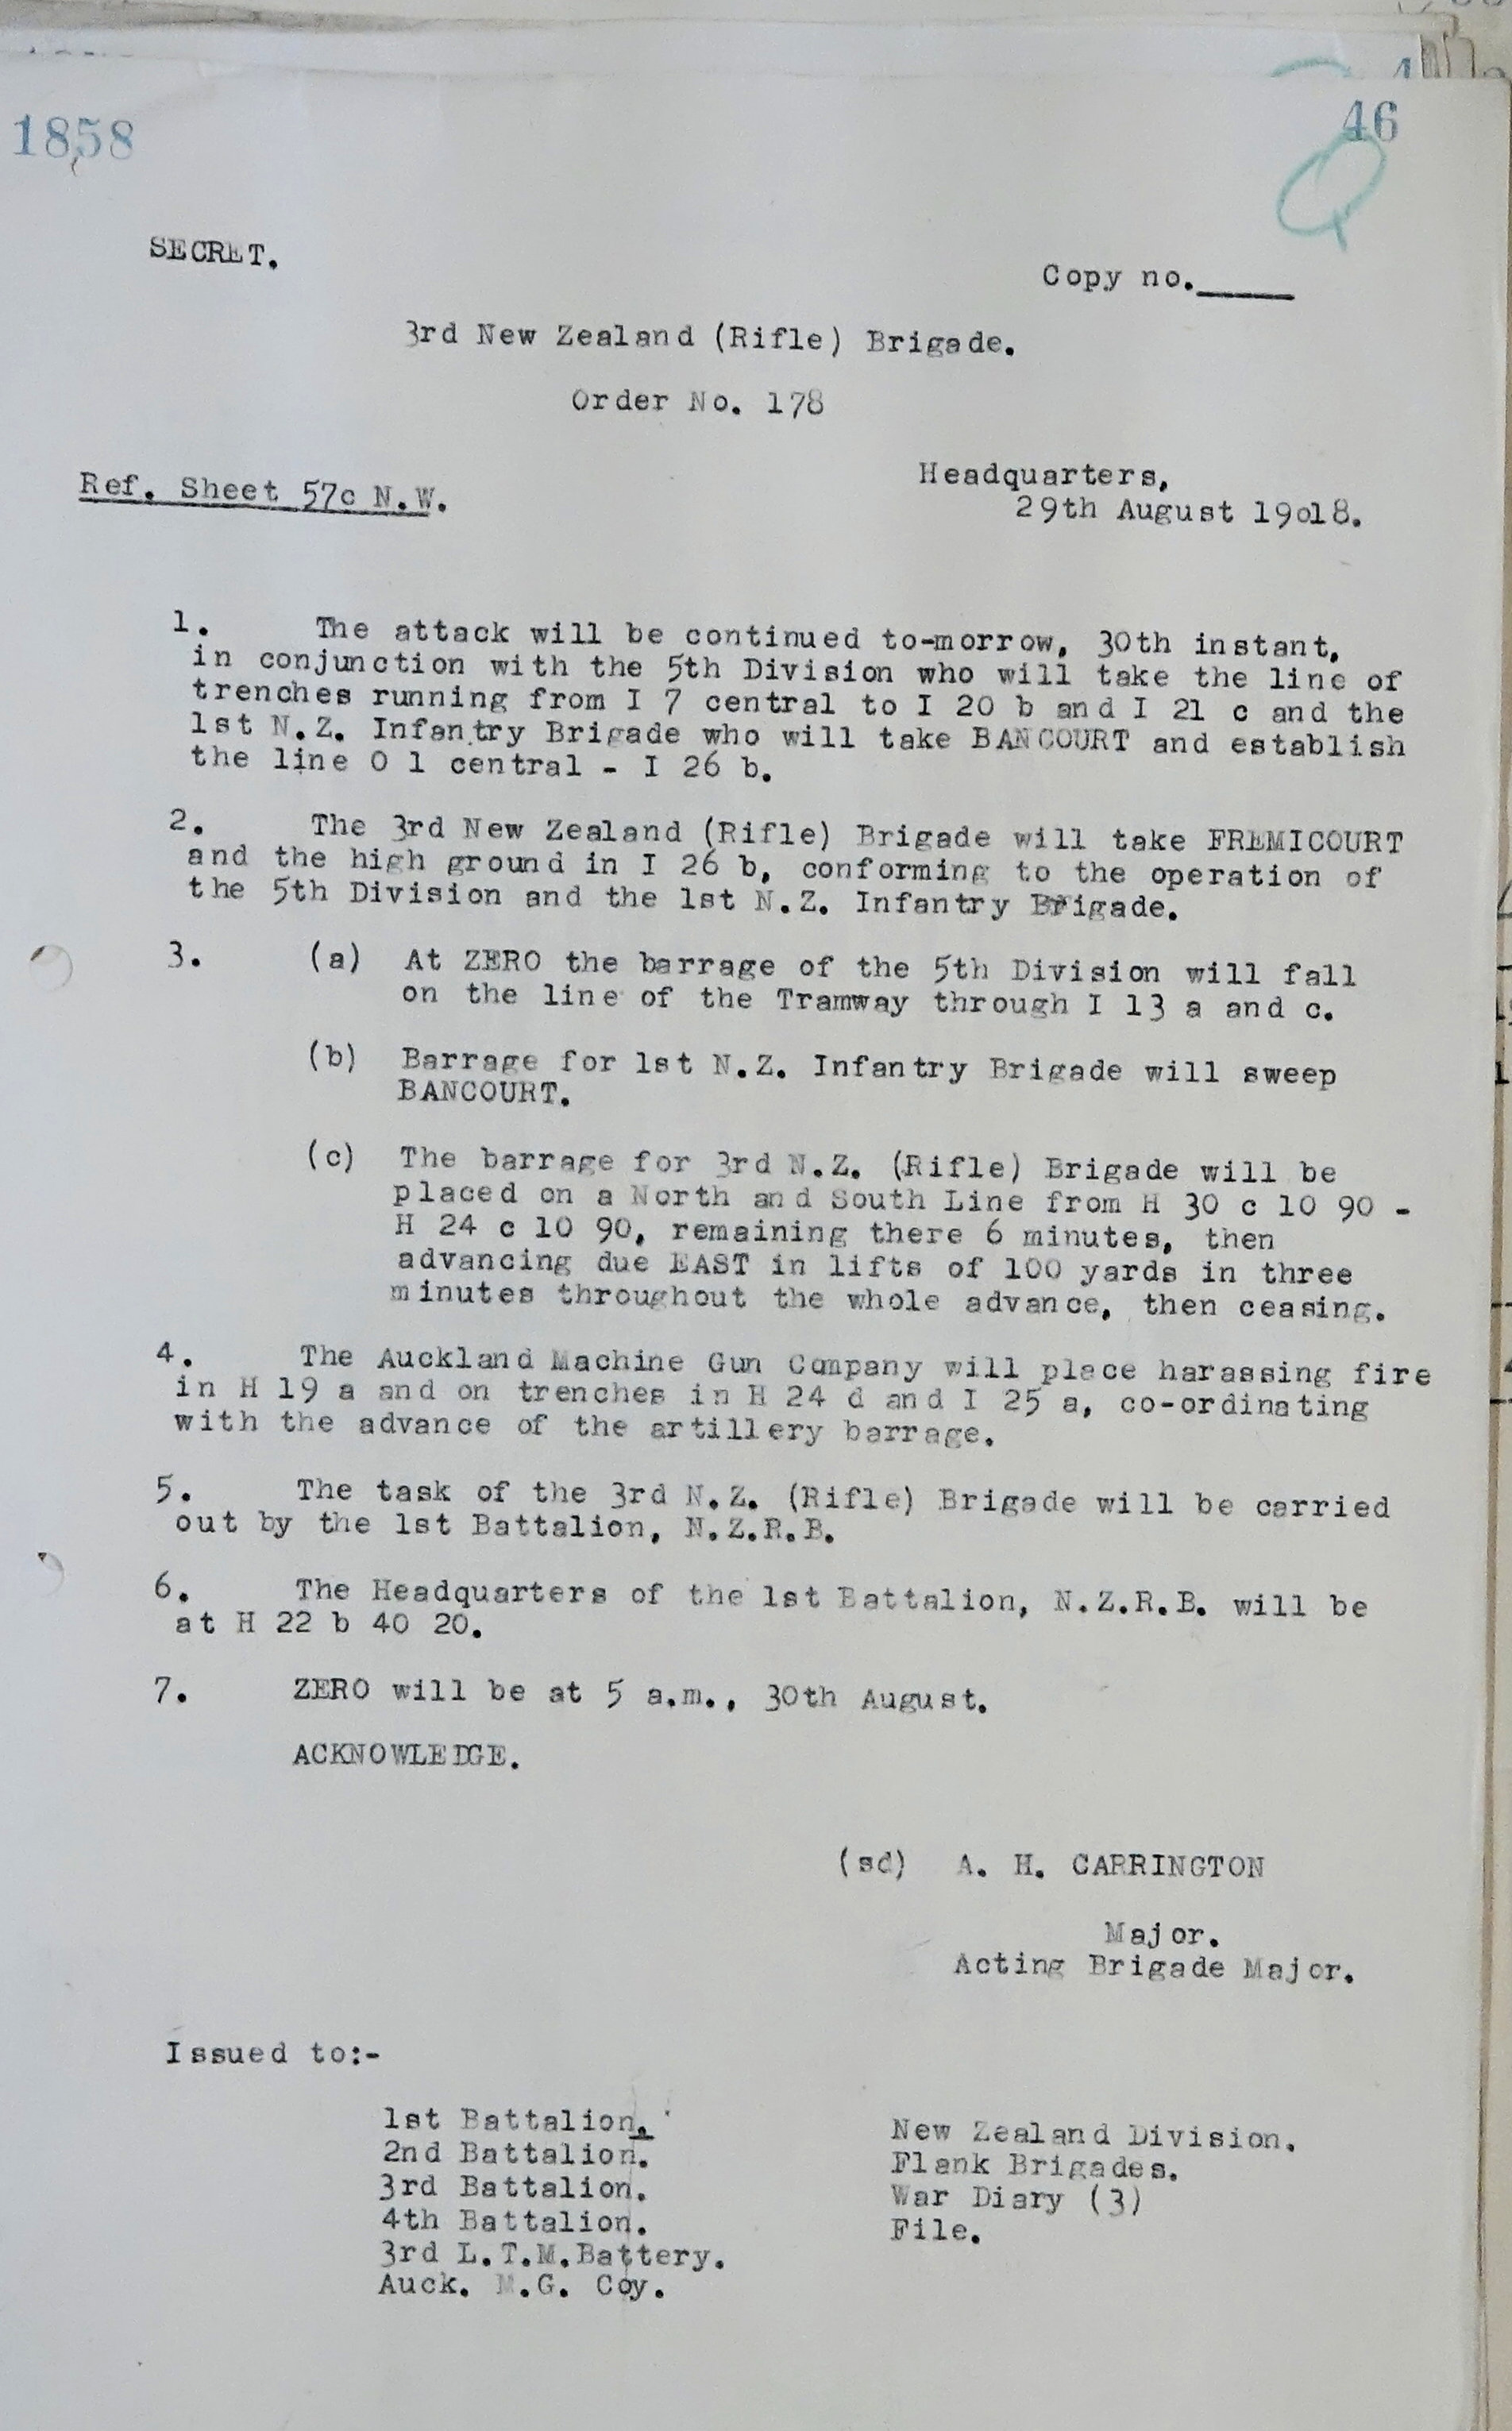 1858
46
SECRET.
Copy no.
3rd New Zealand (Rifle) Brigade.
Order No. 178
Ref. Sheet 57c N.W.
Headquarters,
29th August 19o18.
1. The attack will be continued to-morrow, 30th instant,
in conjunction with the 5th Division who will take the line of
trenches running from I 7 central to I 20 b and I 21 c and the
1st N.Z. Infantry Brigade who will take BANCOURT and establish
the line O 1 central - I 26 b.
2. The 3rd New Zealand (Rifle) Brigade will take FREMICOURT
and the high ground in I 26 b, conforming to the operation of
the 5th Division and the 1st N.Z. Infantry Brigade.
3. (a) At ZERO the barrage of the 5th Division will fall
on the line of the Tramway through I 13 a and c.
(b) Barrage for 1st N.Z. Infantry Brigade will sweep
BANCOURT.
(c) The barrage for 3rd N.Z. (Rifle) Brigade will be
placed on a North and South Line from H 30 c 10 90 -
H 24 c 10 90, remaining there 6 minutes, then
advancing due EAST in lifts of 100 yards in three
minutes throughout the whole advance, then ceasing.
4. The Auckland Machine Gun Company will place harassing fire
in H 19 a and on trenches in H 24 d and I 25 a, co-ordinating
with the advance of the artillery barrage.
5. The task of the 3rd N.Z. (Rifle) Brigade will be carried
out by the 1st Battalion, N.Z.R.B.
6. The Headquarters of the 1st Battalion, N.Z.R.B. will be
at H 22 b 40 20.
7. ZERO will be at 5 a.m., 30th August.
ACKNOWLEDGE.
(sd) A. H. CARRINGTON
Major.
Acting Brigade Major.
Issued to:-
1st Battalion.
2nd Battalion.
3rd Battalion.
4th Battalion.
3rd L.T.M.Battery.
Auck. M.G. Coy.
New Zealand Division.
Flank Brigades.
War Diary (3)
File.